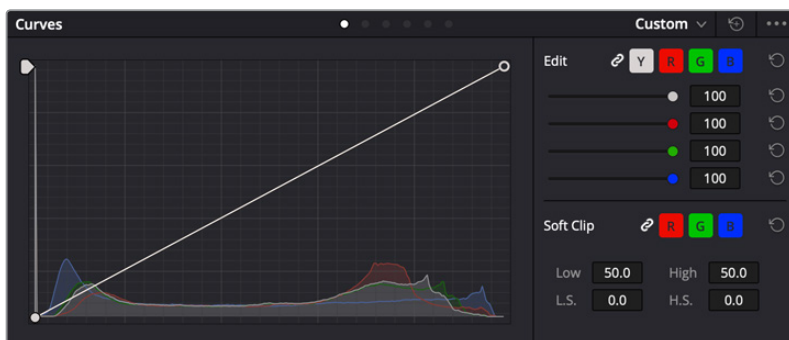 Curves Custom
Edit Y R G B
100
100
100
100
Soft Clip R G B
Low 50.0 High 50.0
L.S. 0.0 H.S. 0.0